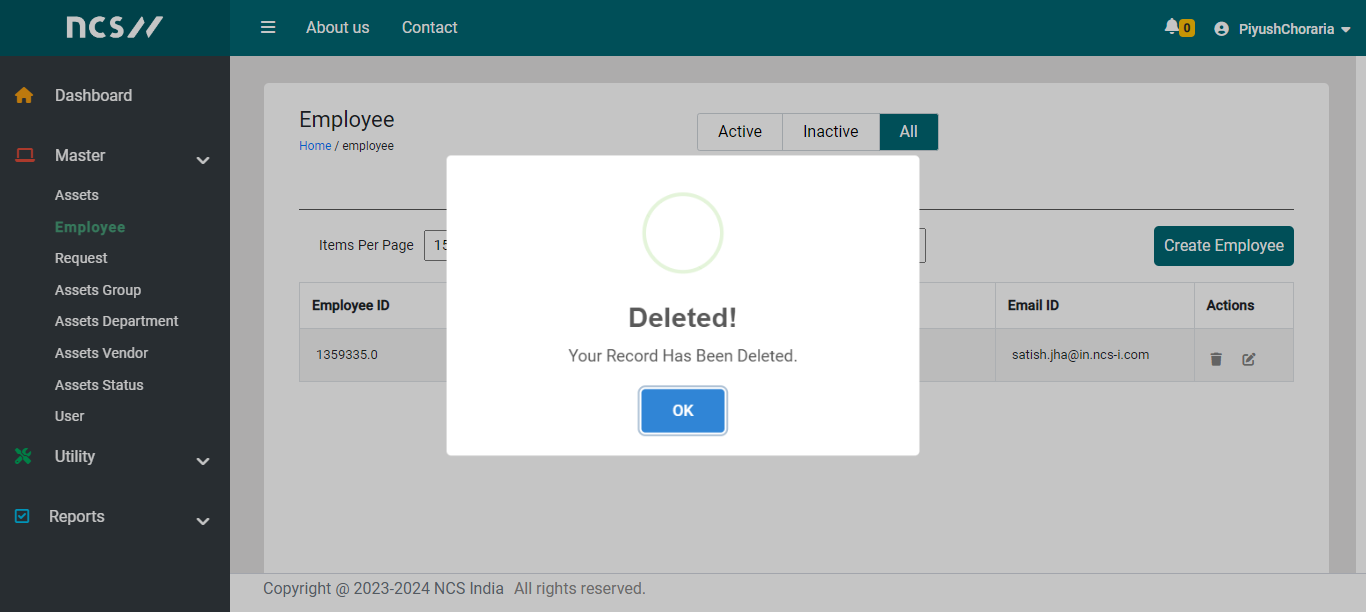 ncs
About us
Contact
0
PiyushChoraria
Dashboard
Master
Assets
Employee
Request
Assets Group
Assets Department
Assets Vendor
Assets Status
User
Utility
Reports
Employee
Home / employee
Active
Inactive
All
Items Per Page
15
Create Employee
Employee ID
Email ID
Actions
1359335.0
satish.jha@in.ncs-i.com
Deleted!
Your Record Has Been Deleted.
OK
Copyright @ 2023-2024 NCS India All rights reserved.